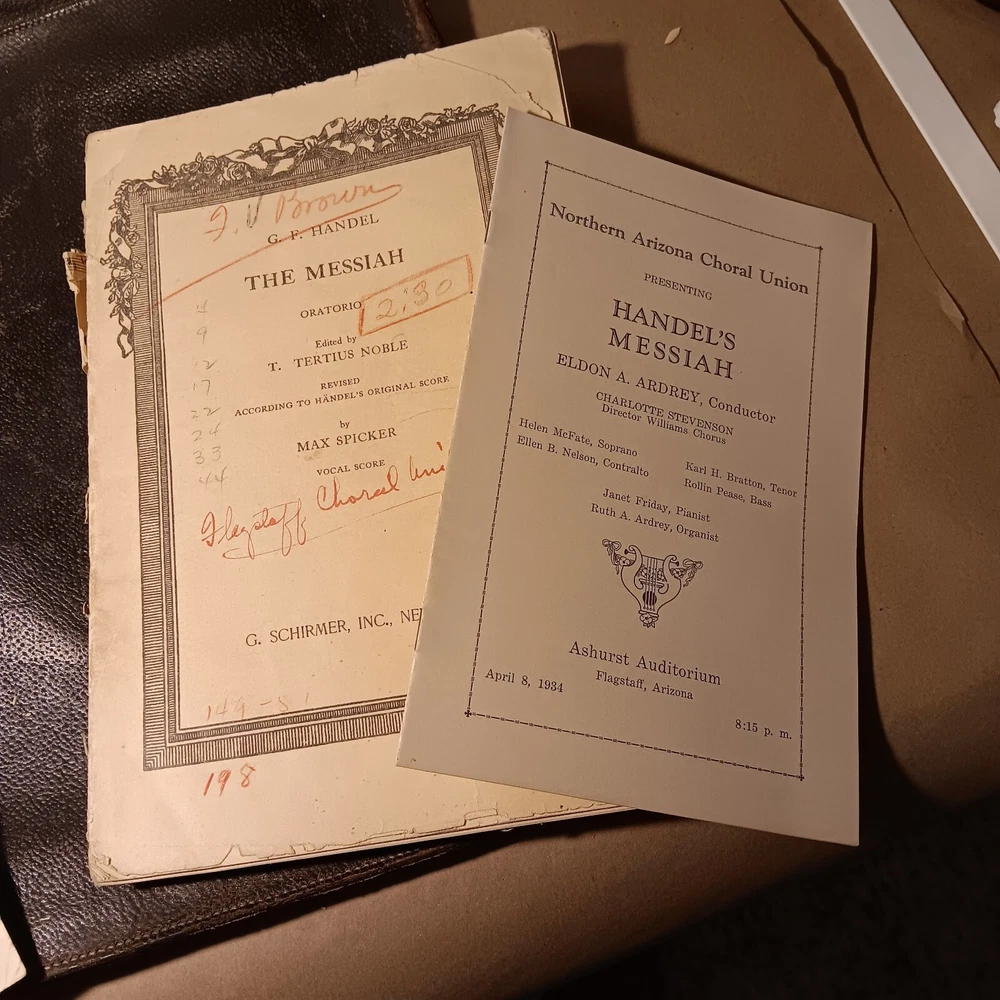 F. V Brown
G. F. HANDEL
THE MESSIAH
ORATORIO
2:30
Edited by
T. TERTIUS NOBLE
REVISED
ACCORDING TO HÄNDEL'S ORIGINAL SCORE
by
MAX SPICKER
VOCAL SCORE
4
9
12
17
22
24
33
44
Flagstaff Choral Uni
G. SCHIRMER, INC., NE
149-51
198
Northern Arizona Choral Union
PRESENTING
HANDEL'S
MESSIAH
ELDON A. ARDREY, Conductor
CHARLOTTE STEVENSON
Director Williams Chorus
Helen McFate, Soprano
Ellen B. Nelson, Contralto
Karl H. Bratton, Tenor
Rollin Pease, Bass
Janet Friday, Pianist
Ruth A. Ardrey, Organist
Ashurst Auditorium
Flagstaff, Arizona
April 8, 1934
8:15 p. m.